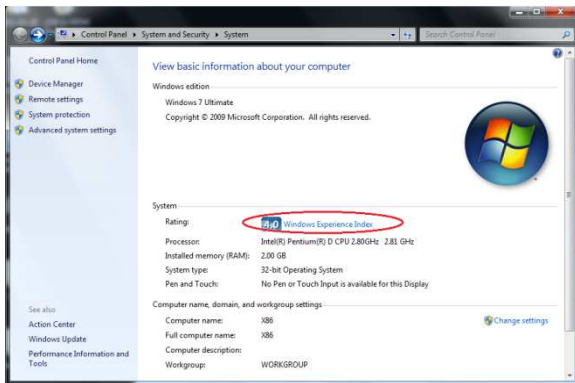 Control Panel ▸ System and Security ▸ System
Search Control Panel
Control Panel Home
Device Manager
Remote settings
System protection
Advanced system settings
See also
Action Center
Windows Update
Performance Information and
Tools
View basic information about your computer
Windows edition
Windows 7 Ultimate
Copyright © 2009 Microsoft Corporation. All rights reserved.
System
Rating: Windows Experience Index
Processor: Intel(R) Pentium(R) D CPU 2.80GHz 2.81 GHz
Installed memory (RAM): 2.00 GB
System type: 32-bit Operating System
Pen and Touch: No Pen or Touch Input is available for this Display
Computer name, domain, and workgroup settings
Computer name: X86 Change settings
Full computer name: X86
Computer description:
Workgroup: WORKGROUP